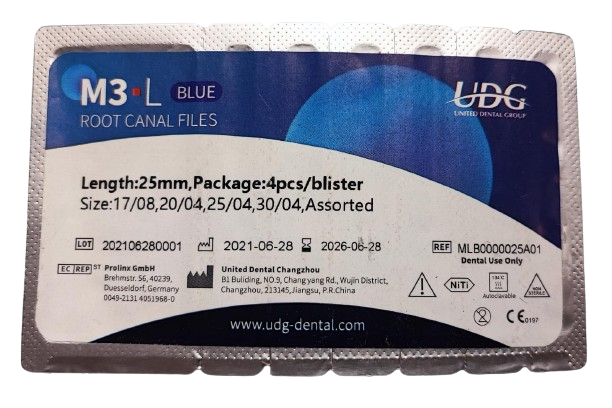 M3 L BLUE
ROOT CANAL FILES
UDG
UNITED DENTAL GROUP
Length:25mm,Package:4pcs/blister
Size:17/08,20/04,25/04,30/04,Assorted
LOT 202106280001 2021-06-28 2026-06-28 REF MLB0000025A01
Dental Use Only
EC REP ST Prolinx GmbH
Brehmstr. 56, 40239,
Duesseldorf, Germany
0049-2131 4051968-0
United Dental Changzhou
B1 Buliding, NO.9, Chang yang Rd., Wujin District,
Changzhou, 213145, Jiangsu, P.R.China
NiTi
134°C
Autoclavable
NON
STERILE
CE 0197
www.udg-dental.com